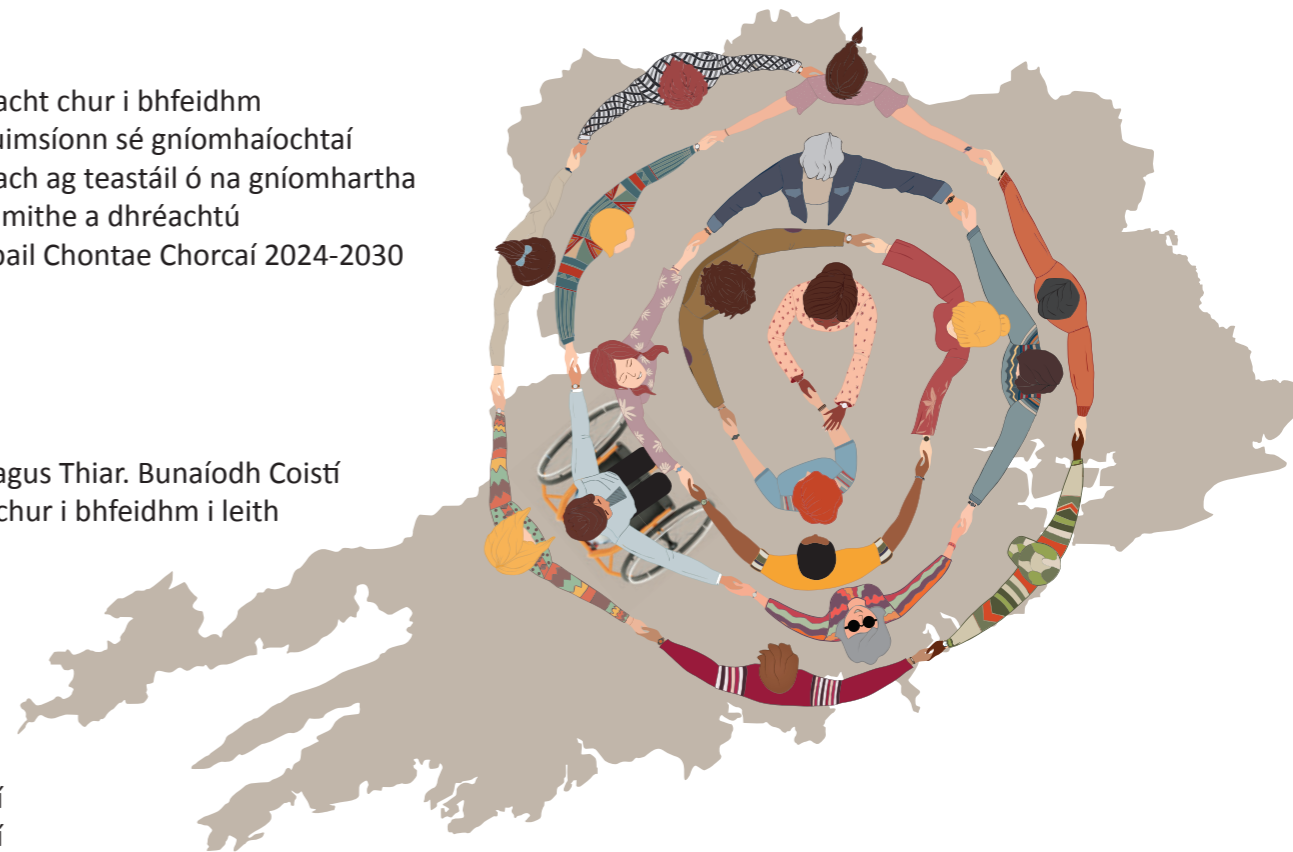 acht chur i bhfeidhm
uimsíonn sé gníomhaíochtaí
ach ag teastáil ó na gníomhartha
mithe a dhréachtú
bail Chontae Chorcaí 2024-2030
agus Thiar. Bunaíodh Coistí
chur i bhfeidhm i leith
í
í